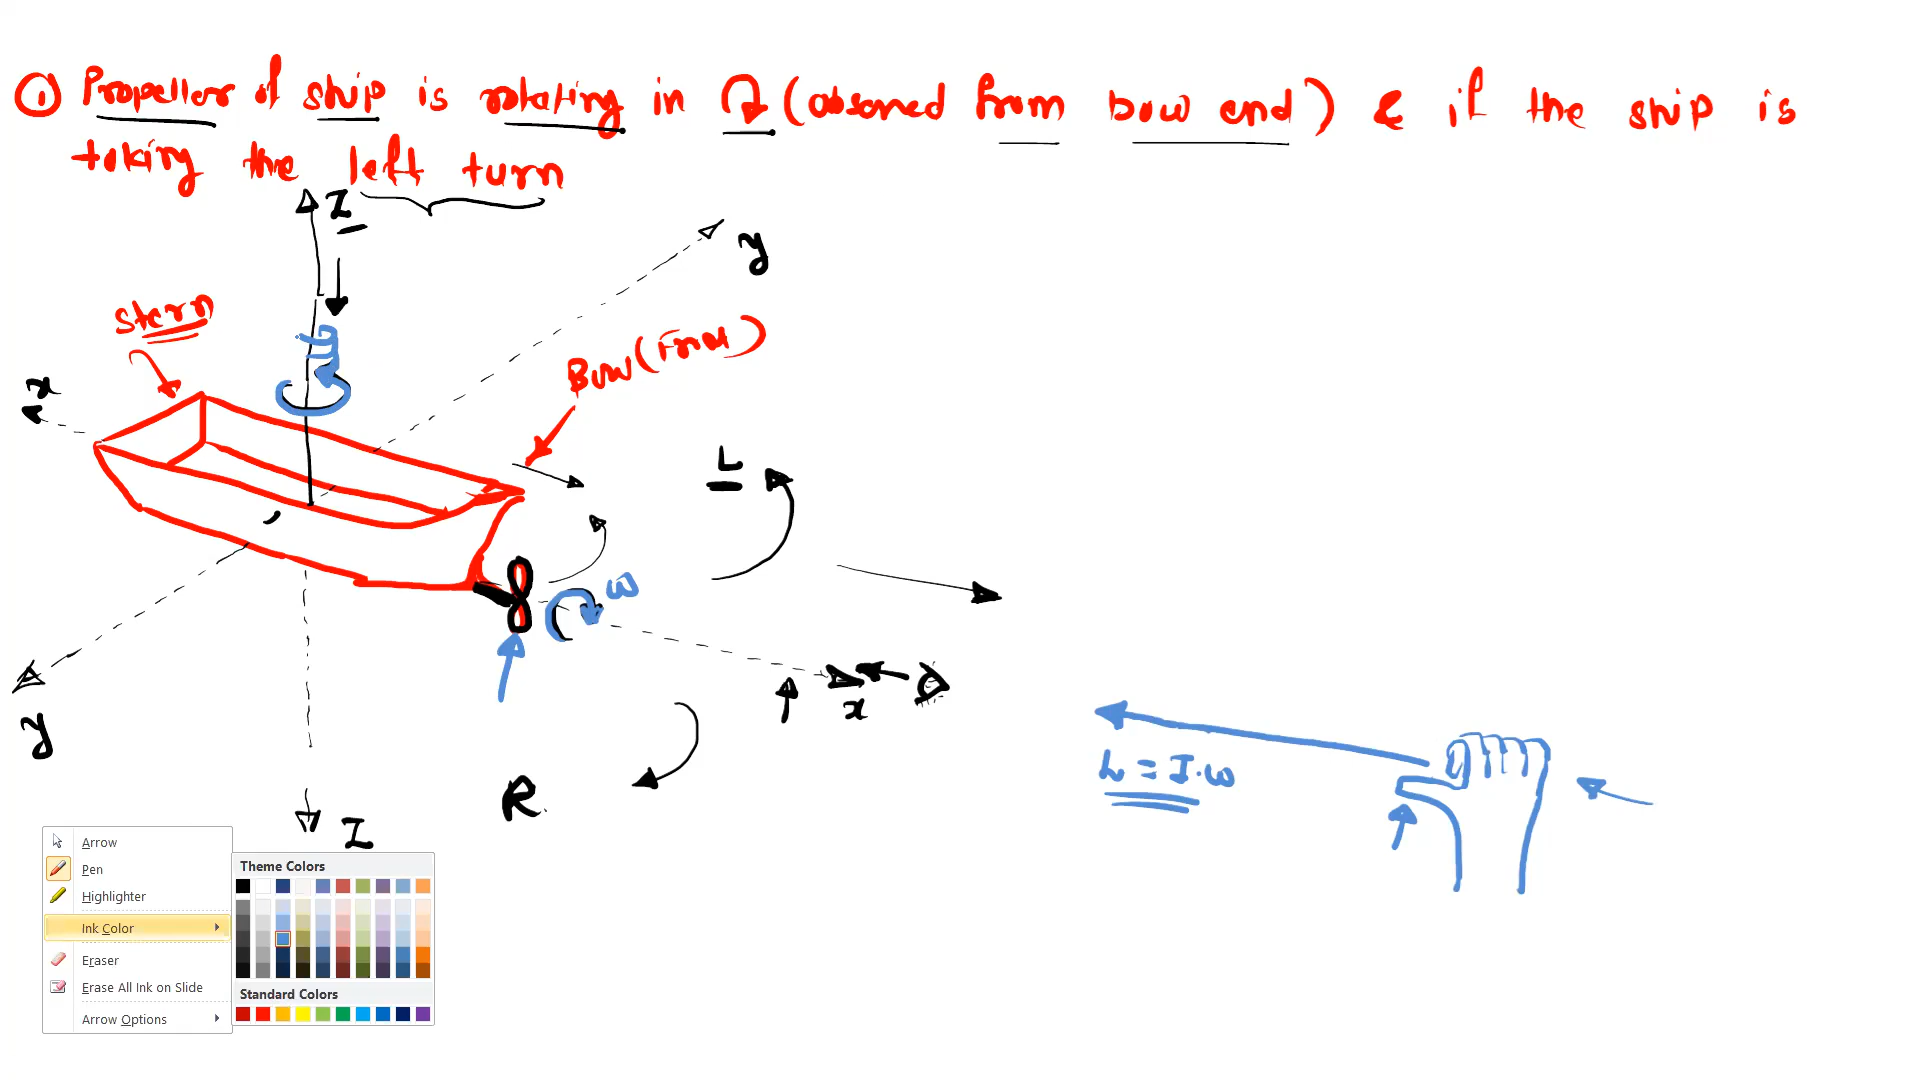 ① Propeller of ship is rotating in (observed from bow end) & if the ship is
taking the left turn
Z
y
stern
Bow (Front)
x
L
ω
x
y
L = I.ω
R
Z
Arrow
Pen
Highlighter
Ink Color
Eraser
Erase All Ink on Slide
Arrow Options
Theme Colors
Standard Colors